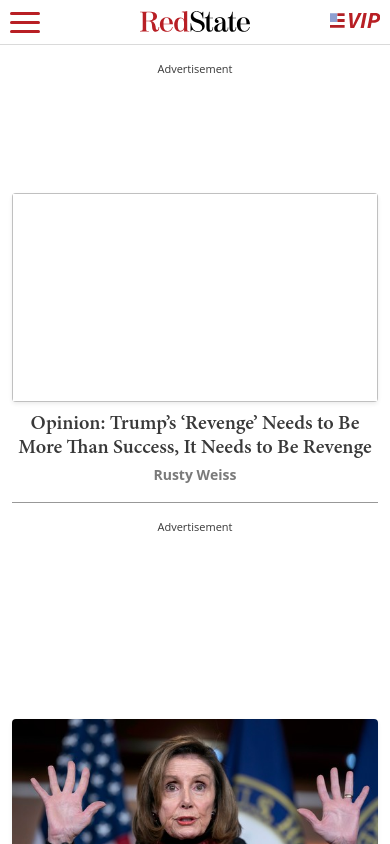 RedState
VIP
Advertisement
Opinion: Trump’s ‘Revenge’ Needs to Be
More Than Success, It Needs to Be Revenge
Rusty Weiss
Advertisement